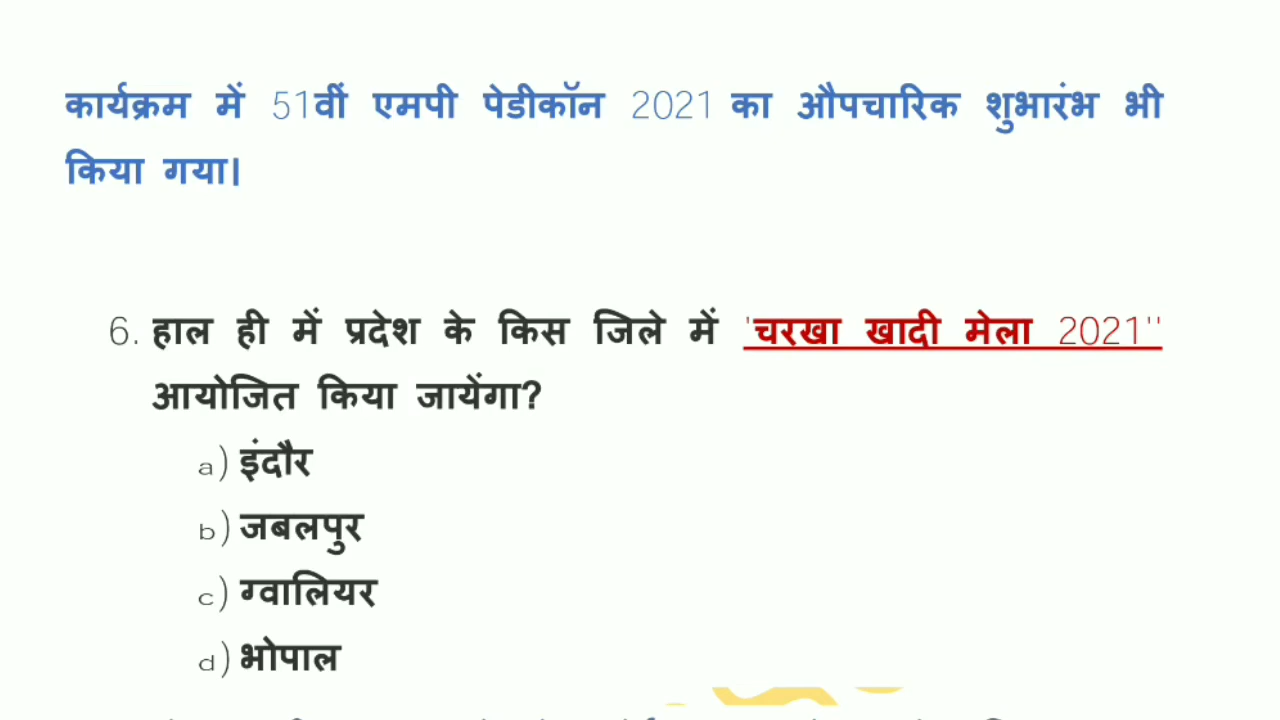 कार्यक्रम में 51वीं एमपी पेडीकॉन 2021 का औपचारिक शुभारंभ भी
किया गया।
6. हाल ही में प्रदेश के किस जिले में 'चरखा खादी मेला 2021''
आयोजित किया जायेंगा?
a) इंदौर
b) जबलपुर
c) ग्वालियर
d) भोपाल